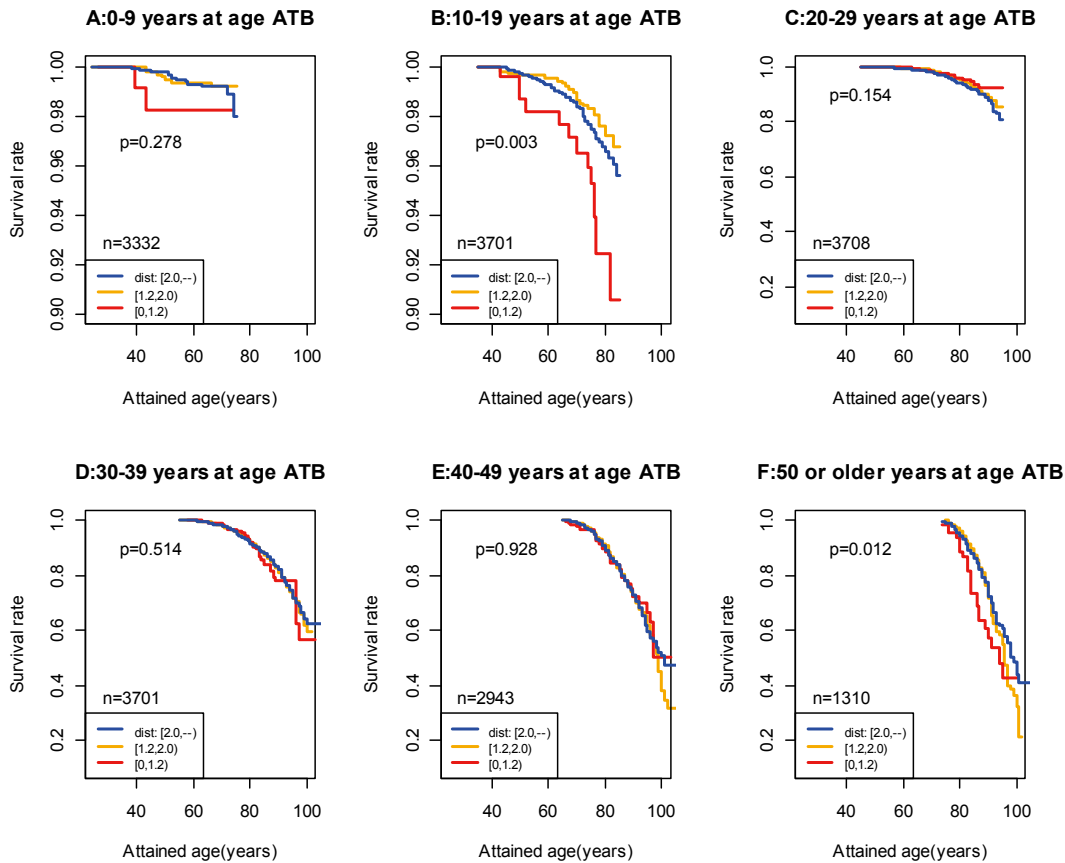 A:0-9 years at age ATB
Survival rate
1.00
0.98
0.96
0.94
0.92
0.90
p=0.278
n=3332
dist: [2.0,--)
[1.2,2.0)
[0,1.2)
40 60 80 100
Attained age(years)
B:10-19 years at age ATB
Survival rate
1.00
0.98
0.96
0.94
0.92
0.90
p=0.003
n=3701
dist: [2.0,--)
[1.2,2.0)
[0,1.2)
40 60 80 100
Attained age(years)
C:20-29 years at age ATB
Survival rate
1.0
0.8
0.6
0.4
0.2
p=0.154
n=3708
dist: [2.0,--)
[1.2,2.0)
[0,1.2)
40 60 80 100
Attained age(years)
D:30-39 years at age ATB
Survival rate
1.0
0.8
0.6
0.4
0.2
p=0.514
n=3701
dist: [2.0,--)
[1.2,2.0)
[0,1.2)
40 60 80 100
Attained age(years)
E:40-49 years at age ATB
Survival rate
1.0
0.8
0.6
0.4
0.2
p=0.928
n=2943
dist: [2.0,--)
[1.2,2.0)
[0,1.2)
40 60 80 100
Attained age(years)
F:50 or older years at age ATB
Survival rate
1.0
0.8
0.6
0.4
0.2
p=0.012
n=1310
dist: [2.0,--)
[1.2,2.0)
[0,1.2)
40 60 80 100
Attained age(years)